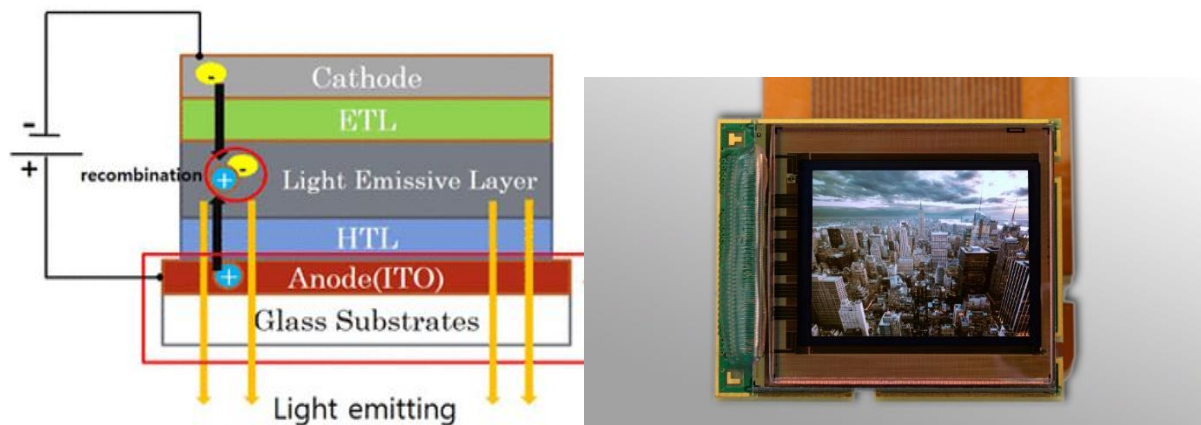 Cathode
-
ETL
-
+
recombination
-
+
Light Emissive Layer
HTL
+
Anode(ITO)
Glass Substrates
Light emitting